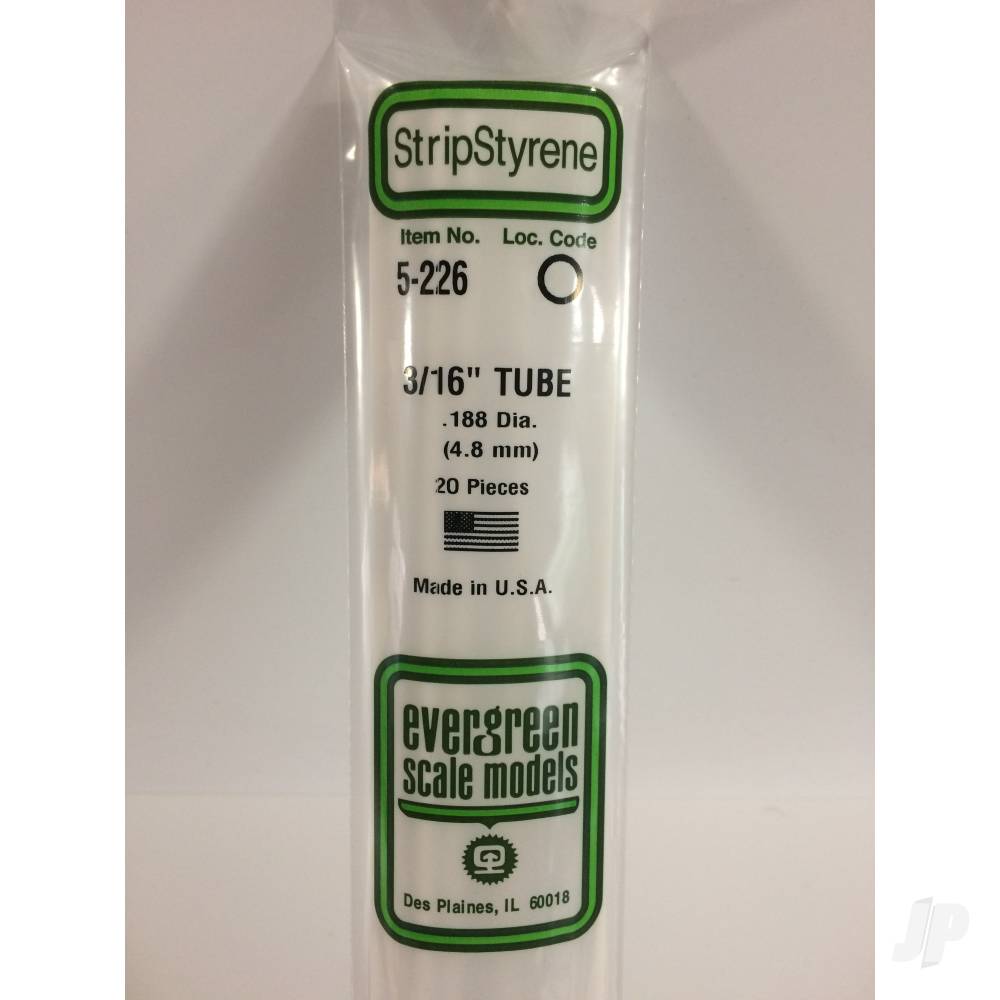 StripStyrene
Item No. Loc. Code
5-226
3/16" TUBE
.188 Dia.
(4.8 mm)
20 Pieces
Made in U.S.A.
evergreen
scale models
Des Plaines, IL 60018
JP